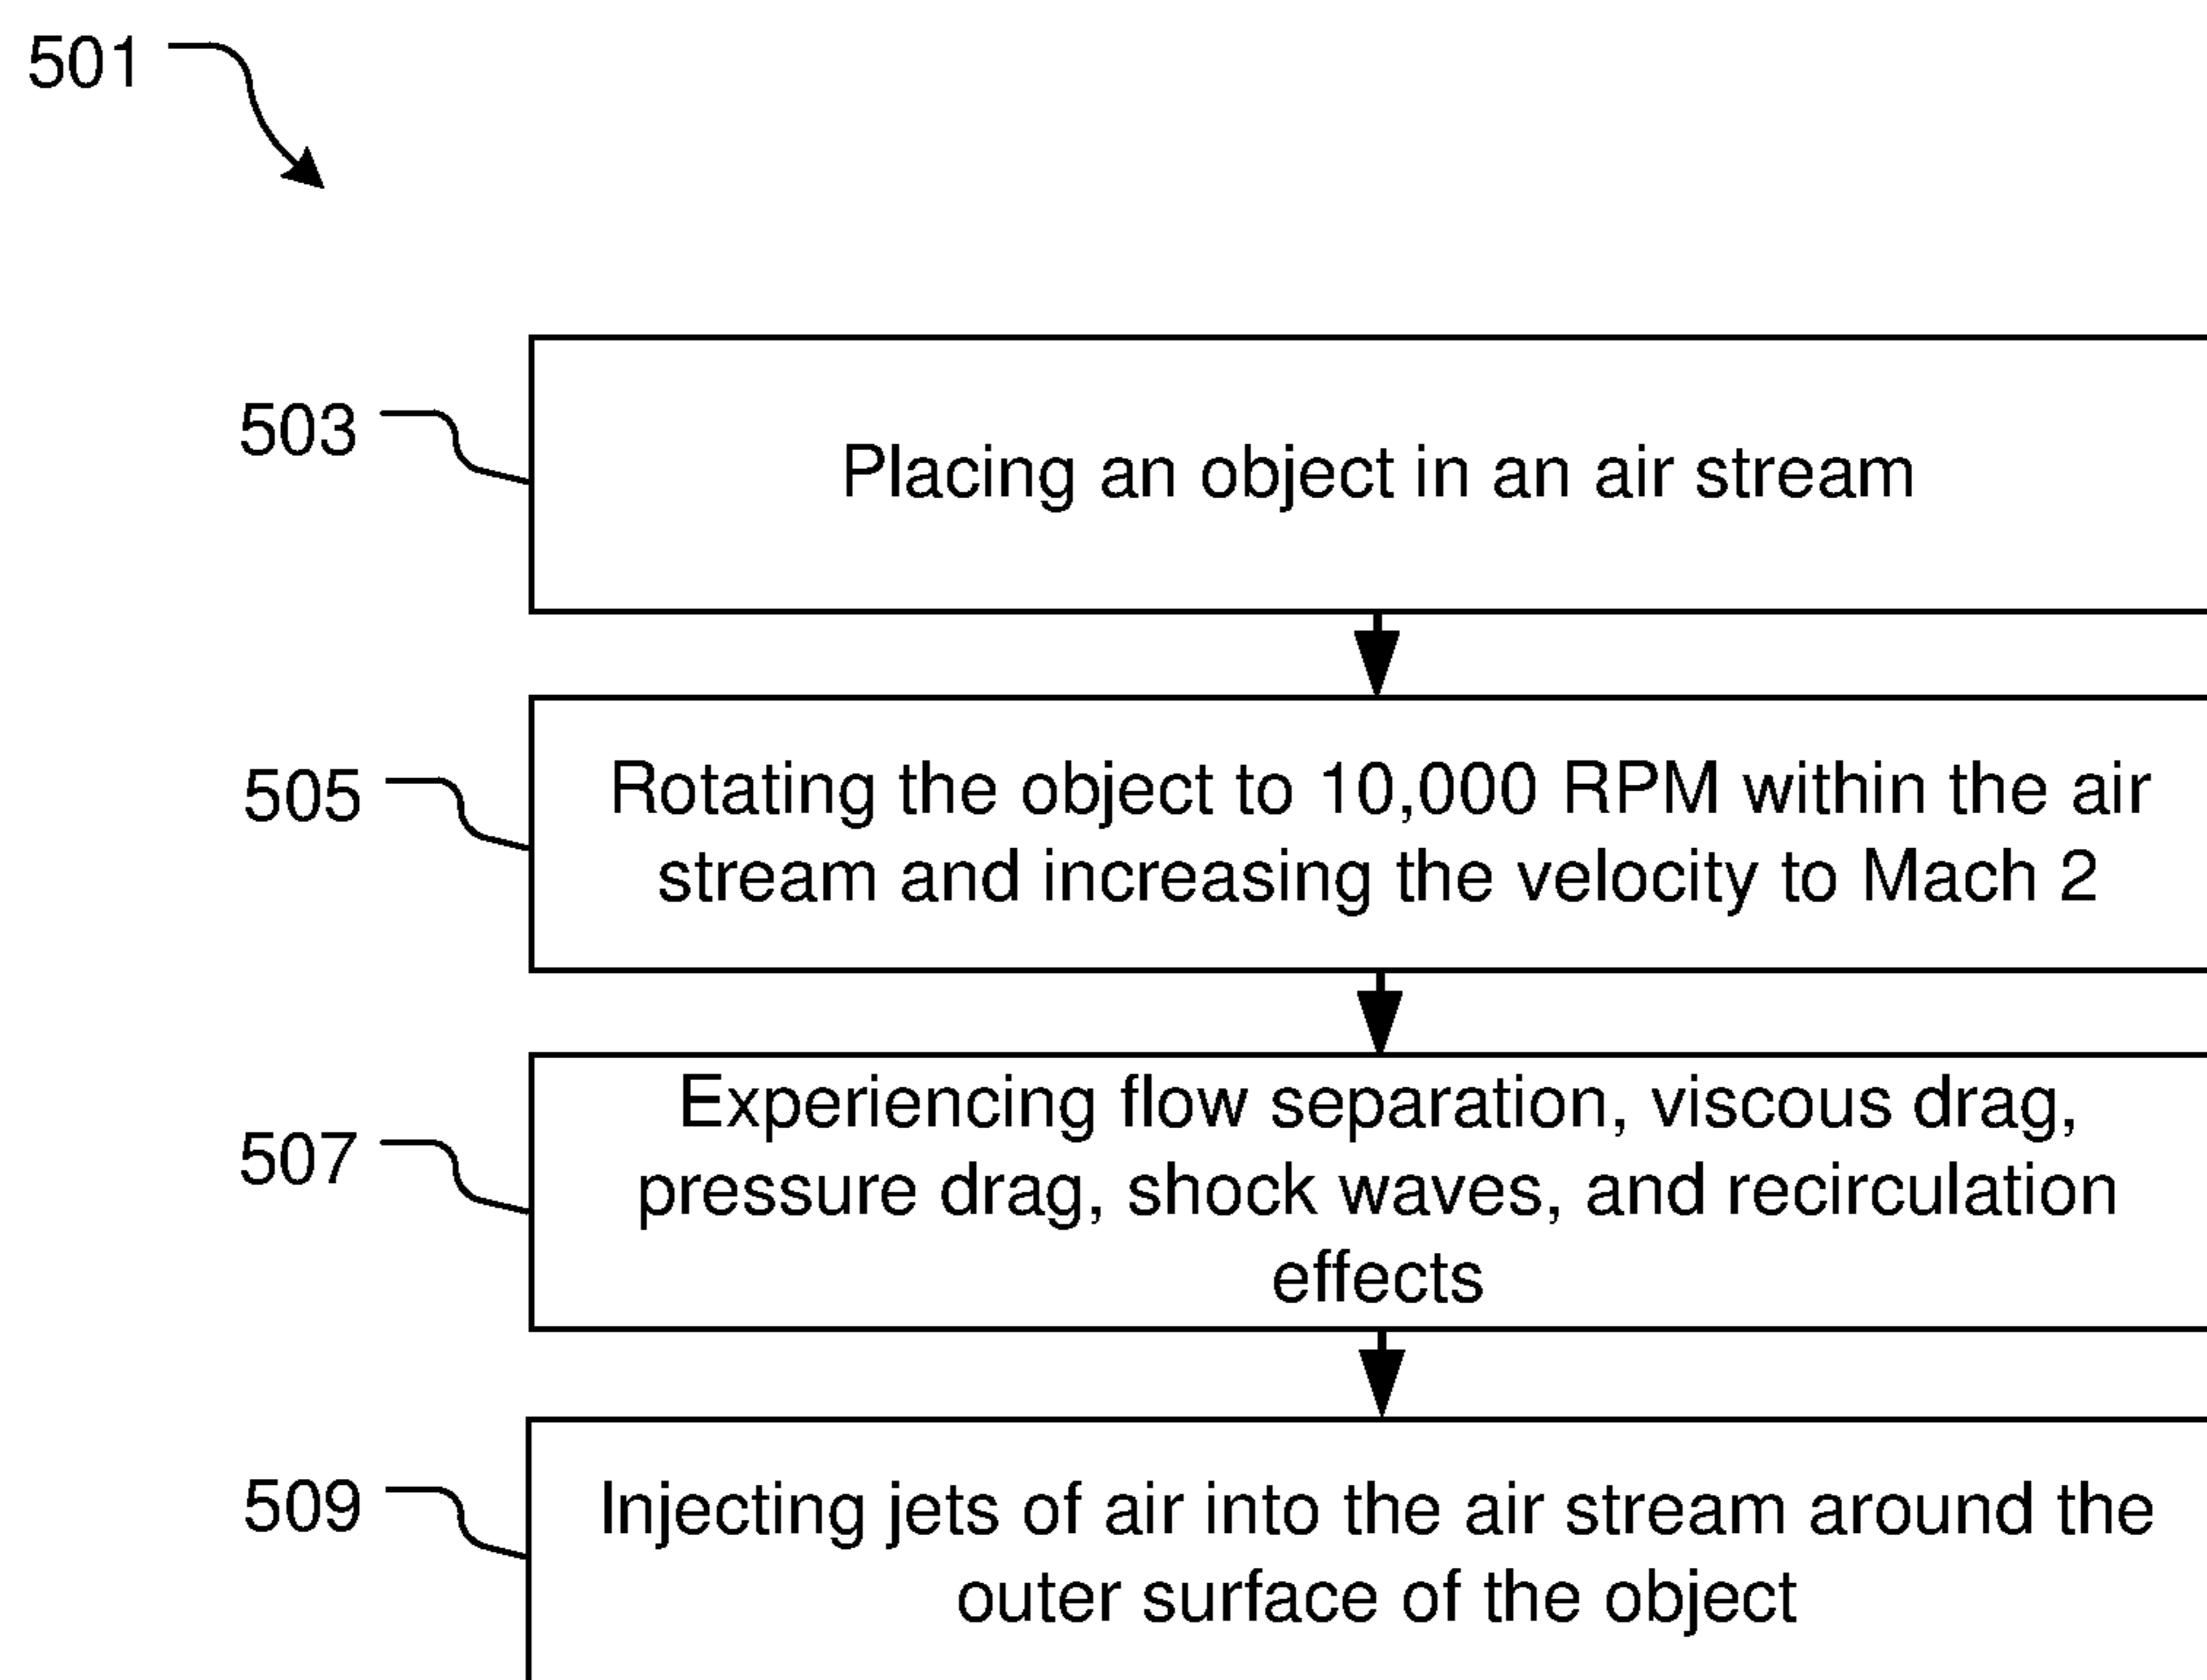 501
503
Placing an object in an air stream
505
Rotating the object to 10,000 RPM within the air
stream and increasing the velocity to Mach 2
507
Experiencing flow separation, viscous drag,
pressure drag, shock waves, and recirculation
effects
509
Injecting jets of air into the air stream around the
outer surface of the object